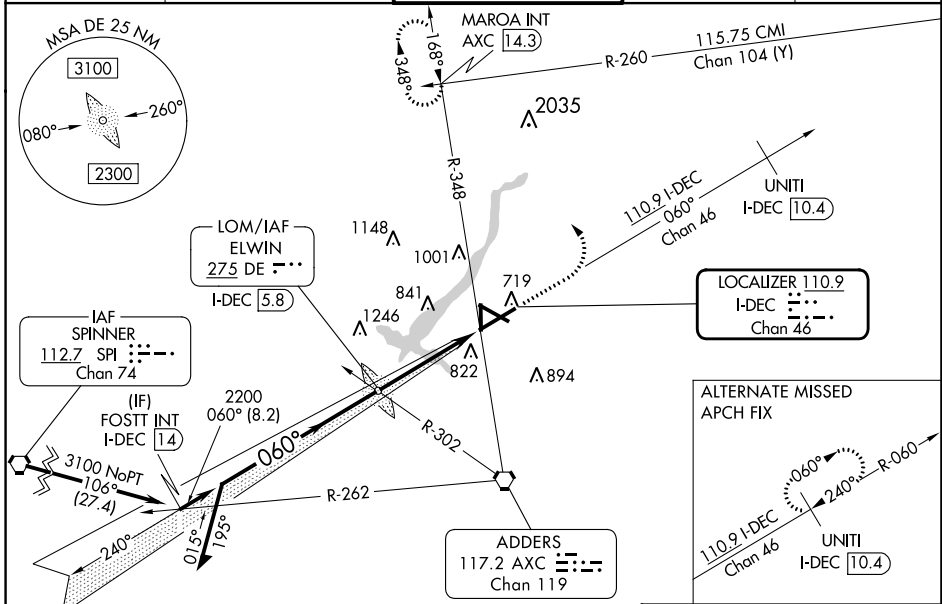 MSA DE 25 NM
3100
260°
080°
2300
MAROA INT
AXC 14.3
168°
348°
115.75 CMI
R-260
Chan 104 (Y)
2035
R-348
UNITI
I-DEC 10.4
110.9 I-DEC
060°
Chan 46
LOM/IAF
ELWIN
275 DE
I-DEC 5.8
1148
1001
841
719
1246
822
894
LOCALIZER 110.9
I-DEC
Chan 46
IAF
SPINNER
112.7 SPI
Chan 74
(IF)
FOSTT INT
I-DEC 14
2200
060° (8.2)
060°
R-302
3100 NoPT
106°
(27.4)
R-262
240°
015°
195°
ADDERS
117.2 AXC
Chan 119
ALTERNATE MISSED
APCH FIX
060°
R-060
240°
110.9 I-DEC
Chan 46
UNITI
I-DEC 10.4